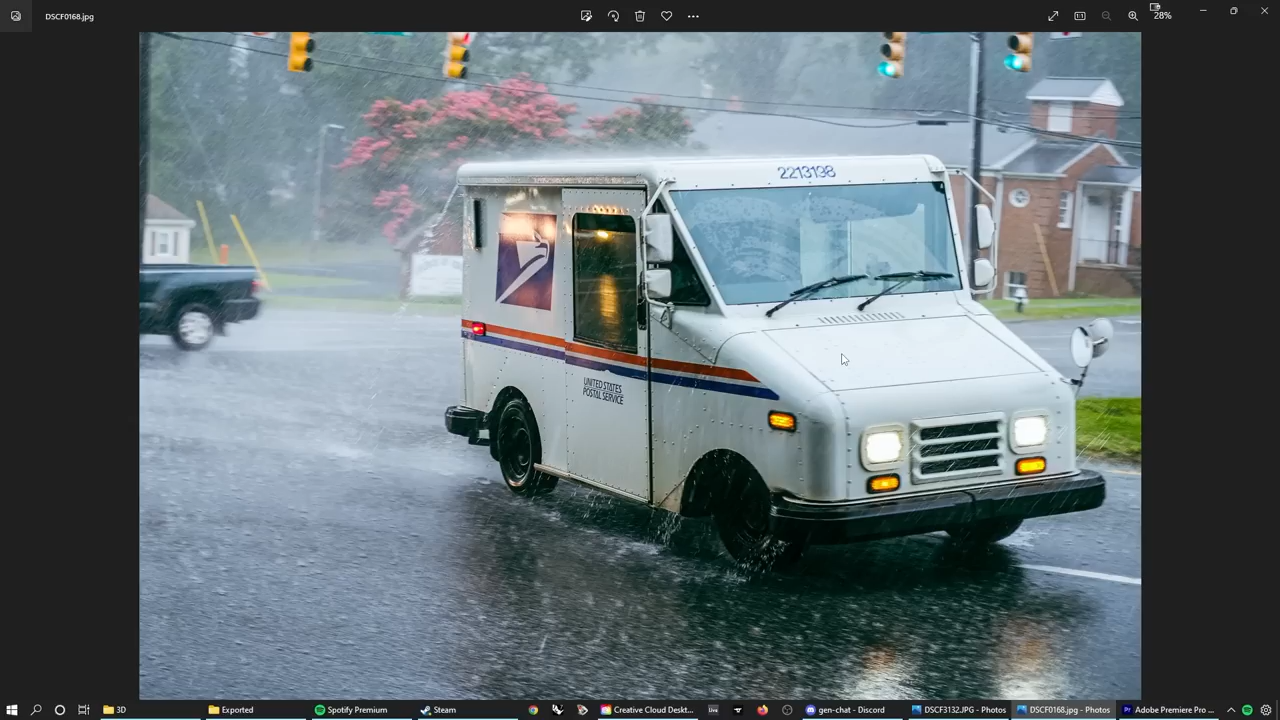 DSCF0168.jpg
28%
2213198
UNITED STATES
POSTAL SERVICE
3D
Exported
Spotify Premium
Steam
Creative Cloud Deskt...
gen-chat - Discord
DSCF3132.JPG - Photos
DSCF0168.jpg - Photos
Adobe Premiere Pro ...